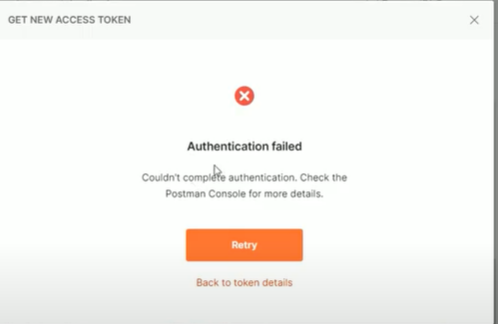 GET NEW ACCESS TOKEN
Authentication failed
Couldn't complete authentication. Check the
Postman Console for more details.
Retry
Back to token details